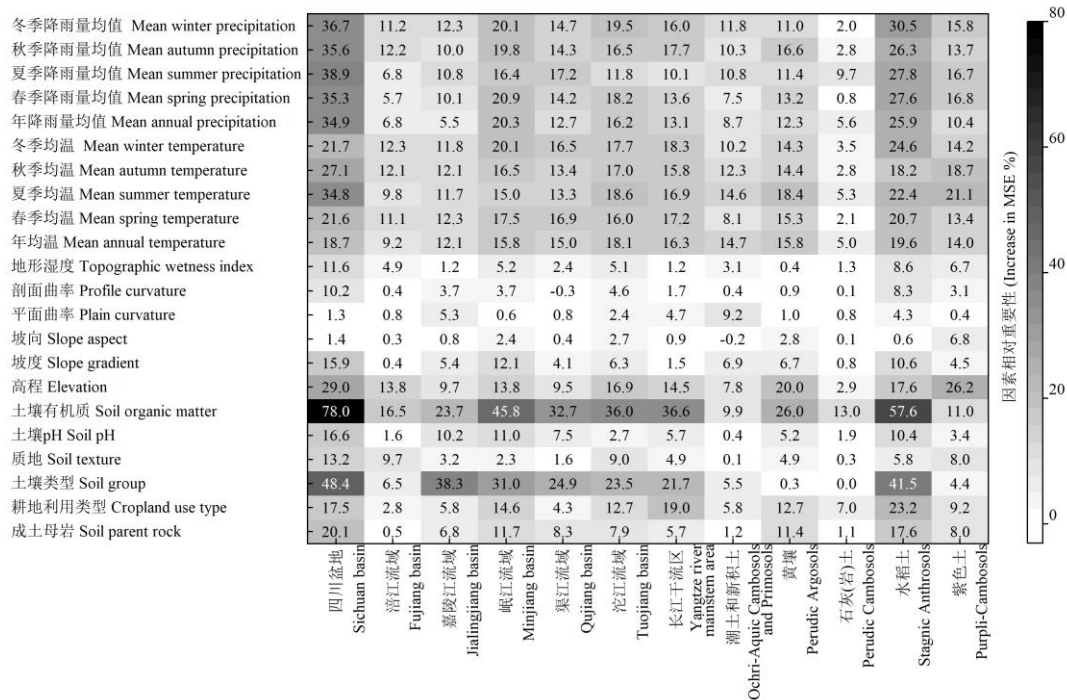 冬季降雨量均值 Mean winter precipitation 36.7 11.2 12.3 20.1 14.7 19.5 16.0 11.8 11.0 2.0 30.5 15.8
秋季降雨量均值 Mean autumn precipitation 35.6 12.2 10.0 19.8 14.3 16.5 17.7 10.3 16.6 2.8 26.3 13.7
夏季降雨量均值 Mean summer precipitation 38.9 6.8 10.8 16.4 17.2 11.8 10.1 10.8 11.4 9.7 27.8 16.7
春季降雨量均值 Mean spring precipitation 35.3 5.7 10.1 20.9 14.2 18.2 13.6 7.5 13.2 0.8 27.6 16.8
年降雨量均值 Mean annual precipitation 34.9 6.8 5.5 20.3 12.7 16.2 13.1 8.7 12.3 5.6 25.9 10.4
冬季均温 Mean winter temperature 21.7 12.3 11.8 20.1 16.5 17.7 18.3 10.2 14.3 3.5 24.6 14.2
秋季均温 Mean autumn temperature 27.1 12.1 12.1 16.5 13.4 17.0 15.8 12.3 14.4 2.8 18.2 18.7
夏季均温 Mean summer temperature 34.8 9.8 11.7 15.0 13.3 18.6 16.9 14.6 18.4 5.3 22.4 21.1
春季均温 Mean spring temperature 21.6 11.1 12.3 17.5 16.9 16.0 17.2 8.1 15.3 2.1 20.7 13.4
年均温 Mean annual temperature 18.7 9.2 12.1 15.8 15.0 18.1 16.3 14.7 15.8 5.0 19.6 14.0
地形湿度 Topographic wetness index 11.6 4.9 1.2 5.2 2.4 5.1 1.2 3.1 0.4 1.3 8.6 6.7
剖面曲率 Profile curvature 10.2 0.4 3.7 3.7 -0.3 4.6 1.7 0.4 0.9 0.1 8.3 3.1
平面曲率 Plain curvature 1.3 0.8 5.3 0.6 0.8 2.4 4.7 9.2 1.0 0.8 4.3 0.4
坡向 Slope aspect 1.4 0.3 0.8 2.4 0.4 2.7 0.9 -0.2 2.8 0.1 0.6 6.8
坡度 Slope gradient 15.9 0.4 5.4 12.1 4.1 6.3 1.5 6.9 6.7 0.8 10.6 4.5
高程 Elevation 29.0 13.8 9.7 13.8 9.5 16.9 14.5 7.8 20.0 2.9 17.6 26.2
土壤有机质 Soil organic matter 78.0 16.5 23.7 45.8 32.7 36.0 36.6 9.9 26.0 13.0 57.6 11.0
土壤pH Soil pH 16.6 1.6 10.2 11.0 7.5 2.7 5.7 0.4 5.2 1.9 10.4 3.4
质地 Soil texture 13.2 9.7 3.2 2.3 1.6 9.0 4.9 0.1 4.9 0.3 5.8 8.0
土壤类型 Soil group 48.4 6.5 38.3 31.0 24.9 23.5 21.7 5.5 0.3 0.0 41.5 4.4
耕地利用类型 Cropland use type 17.5 2.8 5.8 14.6 4.3 12.7 19.0 5.8 12.7 7.0 23.2 9.2
成土母岩 Soil parent rock 20.1 0.5 6.8 11.7 8.3 7.9 5.7 1.2 11.4 1.1 17.6 8.0
四川盆地
Sichuan basin
涪江流域
Fujiang basin
嘉陵江流域
Jialingjiang basin
岷江流域
Minjiang basin
渠江流域
Qujiang basin
沱江流域
Tuojiang basin
长江干流区
Yangtze river
mainstem area
潮土和新积土
Ochri-Aquic Cambosols
and Primosols
黄壤
Perudic Argosols
石灰(岩)土
Perudic Cambosols
水稻土
Stagnic Anthrosols
紫色土
Purpli-Cambosols
80
60
40
20
0
因素相对重要性 (Increase in MSE %)